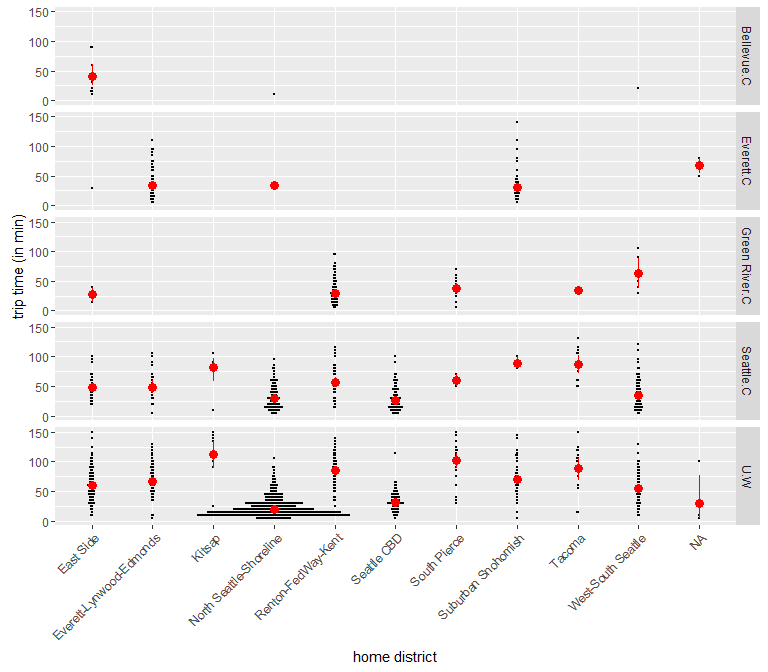 150
100
50
0
Bellevue.C
150
100
50
0
Everett.C
150
100
50
0
Green River.C
150
100
50
0
Seattle.C
150
100
50
0
U.W
trip time (in min)
East Side
Everett-Lynwood-Edmonds
Kitsap
North Seattle-Shoreline
Renton-FedWay-Kent
Seattle CBD
South Pierce
Suburban Snohomish
Tacoma
West-South Seattle
NA
home district